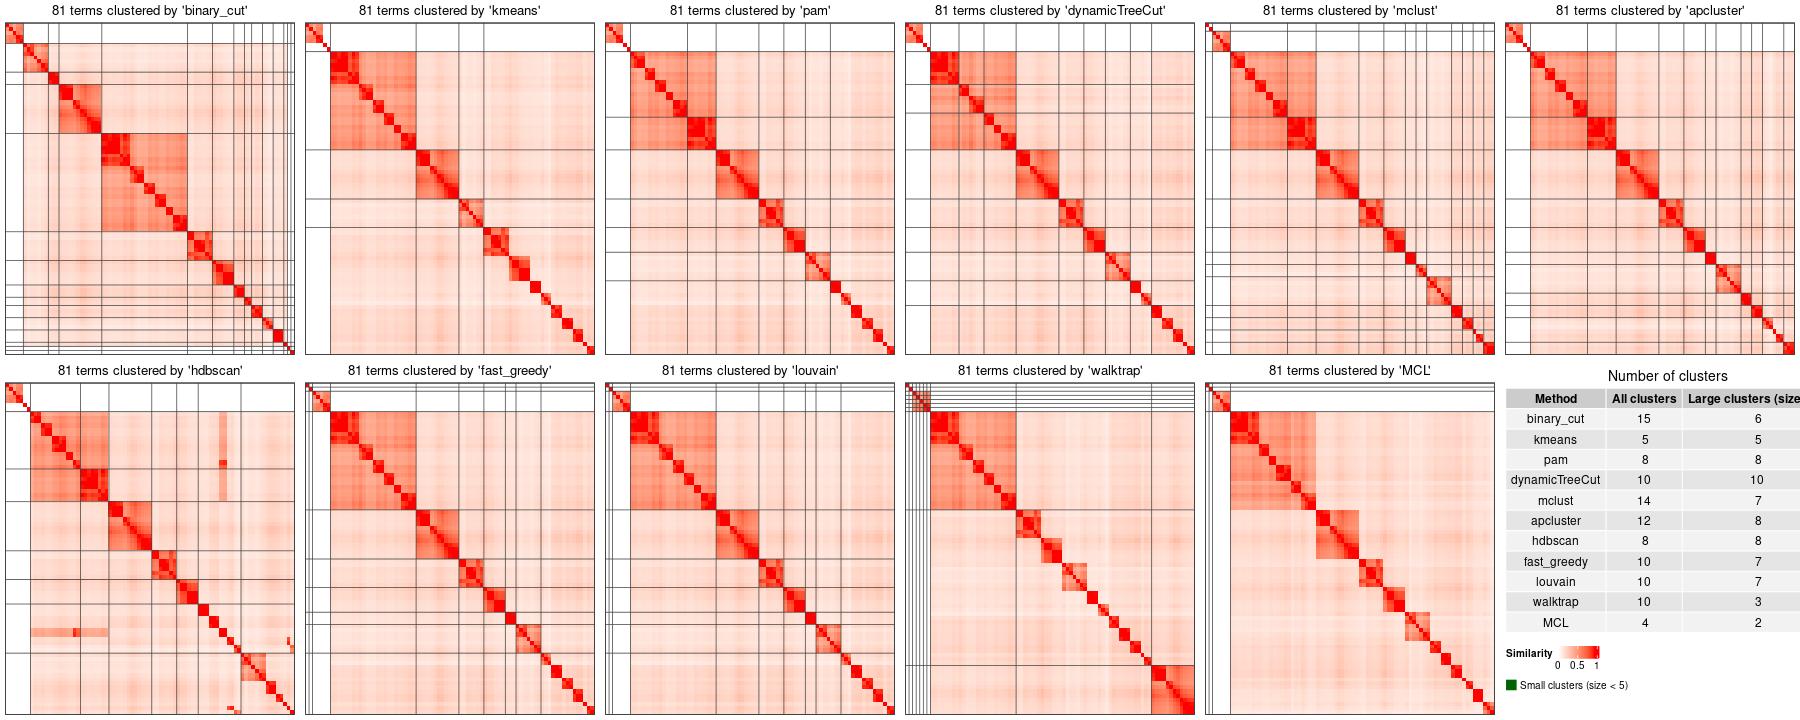 81 terms clustered by 'binary_cut'
81 terms clustered by 'kmeans'
81 terms clustered by 'pam'
81 terms clustered by 'dynamicTreeCut'
81 terms clustered by 'mclust'
81 terms clustered by 'apcluster'
81 terms clustered by 'hdbscan'
81 terms clustered by 'fast_greedy'
81 terms clustered by 'louvain'
81 terms clustered by 'walktrap'
81 terms clustered by 'MCL'
Number of clusters
Method All clusters Large clusters (size
binary_cut 15 6
kmeans 5 5
pam 8 8
dynamicTreeCut 10 10
mclust 14 7
apcluster 12 8
hdbscan 8 8
fast_greedy 10 7
louvain 10 7
walktrap 10 3
MCL 4 2
Similarity
0 0.5 1
Small clusters (size < 5)